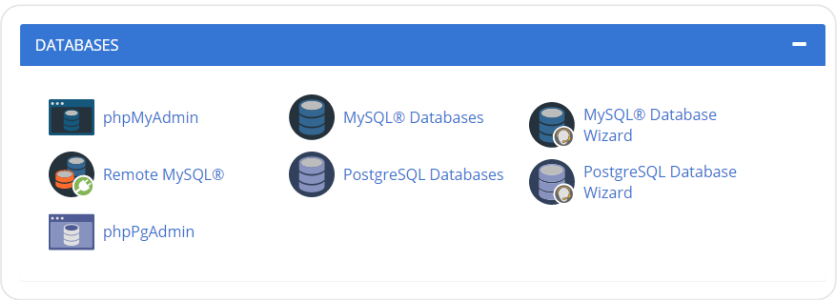 DATABASES
phpMyAdmin
MySQL® Databases
MySQL® Database
Wizard
Remote MySQL®
PostgreSQL Databases
PostgreSQL Database
Wizard
phpPgAdmin